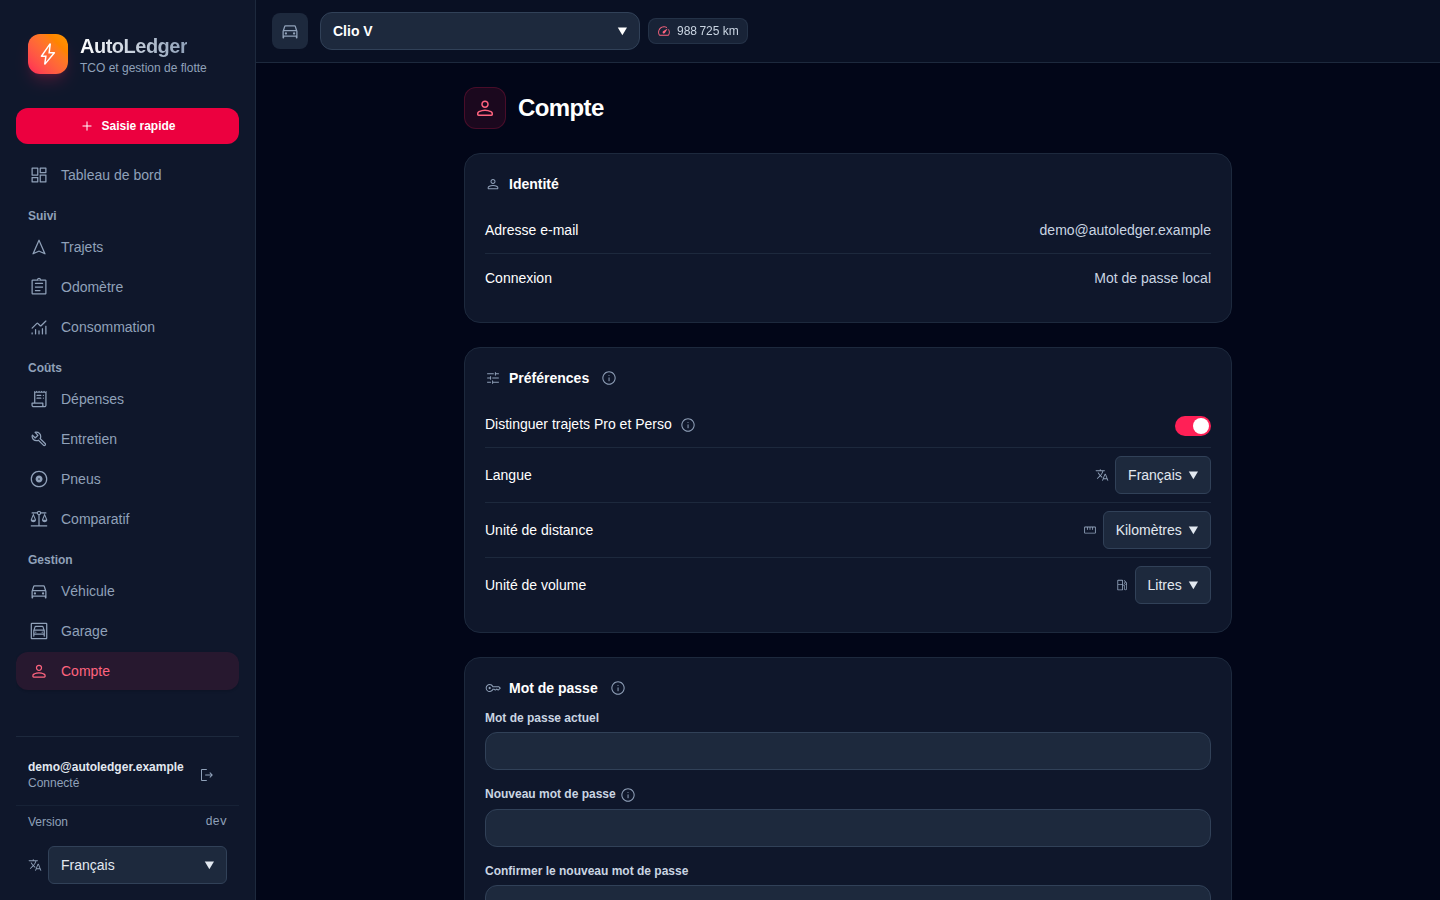 AutoLedger
TCO et gestion de flotte
Saisie rapide
Tableau de bord
Suivi
Trajets
Odomètre
Consommation
Coûts
Dépenses
Entretien
Pneus
Comparatif
Gestion
Véhicule
Garage
Compte
demo@autoledger.example
Connecté
Version
dev
Français
Clio V
988 725 km
Compte
Identité
Adresse e-mail
demo@autoledger.example
Connexion
Mot de passe local
Préférences
Distinguer trajets Pro et Perso
Langue
Français
Unité de distance
Kilomètres
Unité de volume
Litres
Mot de passe
Mot de passe actuel
Nouveau mot de passe
Confirmer le nouveau mot de passe